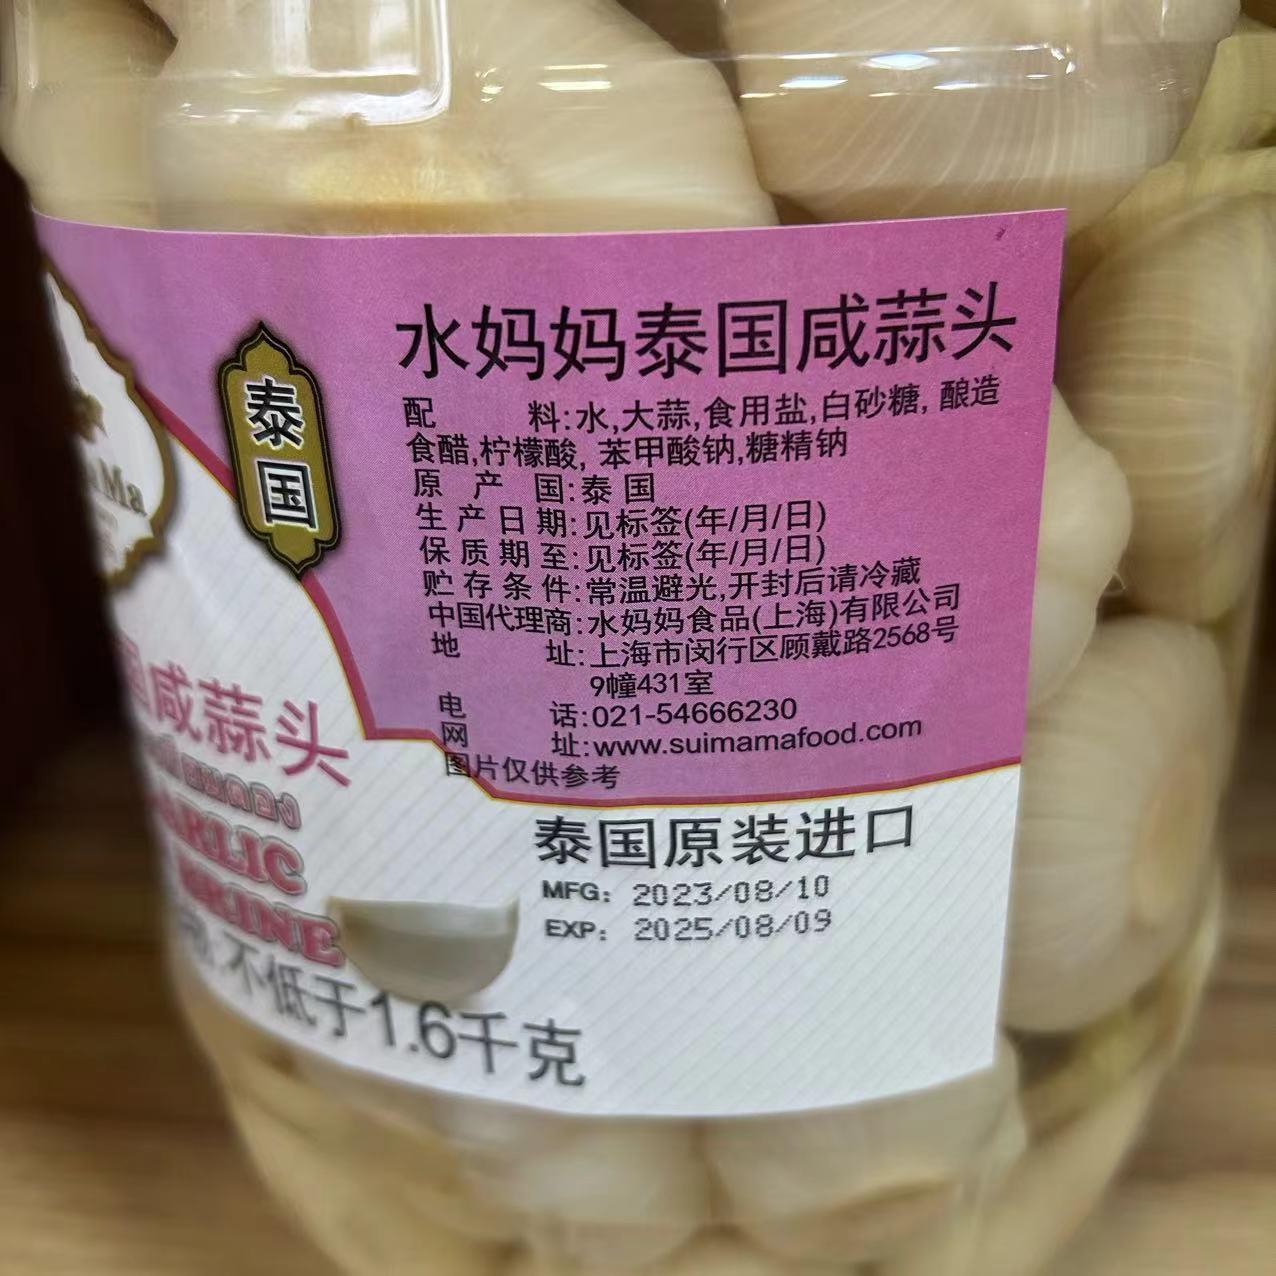 水妈妈泰国咸蒜头
泰国
配料:水,大蒜,食用盐,白砂糖,酿造
食醋,柠檬酸,苯甲酸钠,糖精钠
原产国:泰国
生产日期:见标签(年/月/日)
保质期至:见标签(年/月/日)
贮存条件:常温避光,开封后请冷藏
中国代理商:水妈妈食品(上海)有限公司
地址:上海市闵行区顾戴路2568号
9幢431室
电话:021-54666230
网址:www.suimamafood.com
图片仅供参考
泰国原装进口
MFG: 2023/08/10
EXP: 2025/08/09
Ma
国咸蒜头
ARLIC
BRINE
不低于1.6千克